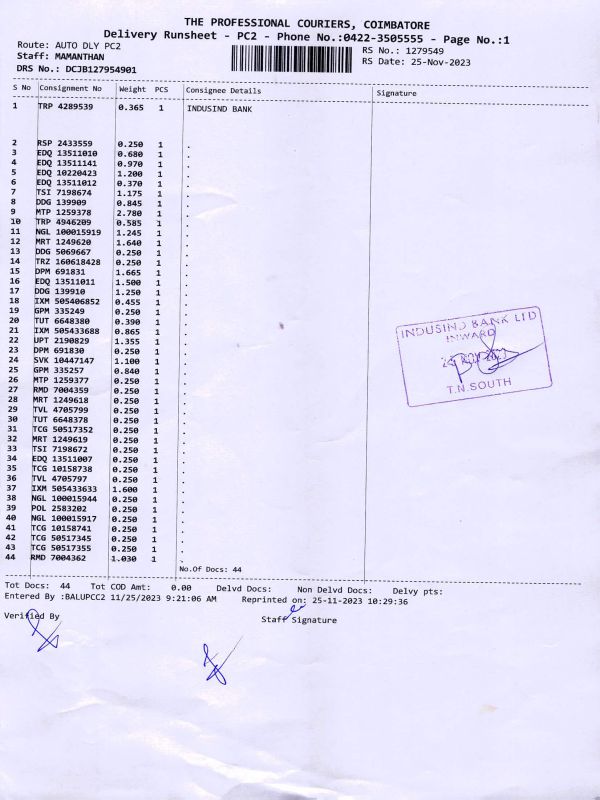 THE PROFESSIONAL COURIERS, COIMBATORE
Delivery Runsheet - PC2 - Phone No.:0422-3505555 - Page No.:1
Route: AUTO DLY PC2 RS No.: 1279549
Staff: MAMANTHAN RS Date: 25-Nov-2023
DRS No.: DCJB127954901
S No Consignment No Weight PCS Consignee Details Signature
1 TRP 4289539 0.365 1 INDUSIND BANK
2 RSP 2433559 0.250 1 .
3 EDQ 13511010 0.680 1 .
4 EDQ 13511141 0.970 1 .
5 EDQ 10220423 1.200 1 .
6 EDQ 13511012 0.370 1 .
7 TSI 7198674 1.175 1 .
8 DDG 139909 0.845 1 .
9 MTP 1259378 2.780 1 .
10 TRP 4946209 0.585 1 .
11 NGL 100015919 1.245 1 .
12 MRT 1249620 1.640 1 .
13 DDG 5069667 0.250 1 .
14 TRZ 160618428 0.250 1 .
15 DPM 691831 1.665 1 .
16 EDQ 13511011 1.500 1 .
17 DDG 139910 1.250 1 .
18 IXM 505406852 0.455 1 .
19 GPM 335249 0.250 1 .
20 TUT 6648380 0.390 1 .
21 IXM 505433688 0.865 1 .
22 UPT 2190829 1.355 1 .
23 DPM 691830 0.250 1 .
24 SVK 10447147 1.100 1 .
25 GPM 335257 0.840 1 .
26 MTP 1259377 0.250 1 .
27 RMD 7004359 0.250 1 .
28 MRT 1249618 0.250 1 .
29 TVL 4705799 0.250 1 .
30 TUT 6648378 0.250 1 .
31 TCG 50517352 0.250 1 .
32 MRT 1249619 0.250 1 .
33 TSI 7198672 0.250 1 .
34 EDQ 13511007 0.250 1 .
35 TCG 10158738 0.250 1 .
36 TVL 4705797 0.250 1 .
37 IXM 505433633 1.600 1 .
38 NGL 100015944 0.250 1 .
39 POL 2583202 0.250 1 .
40 NGL 100015917 0.250 1 .
41 TCG 10158741 0.250 1 .
42 TCG 50517345 0.250 1 .
43 TCG 50517355 0.250 1 .
44 RMD 7004362 1.030 1 .
INDUSIND BANK LTD
INWARD
T.N.SOUTH
No.Of Docs: 44
Tot Docs: 44 Tot COD Amt: 0.00 Delvd Docs: Non Delvd Docs: Delvy pts:
Entered By :BALUPCC2 11/25/2023 9:21:06 AM Reprinted on: 25-11-2023 10:29:36
Verified By Staff Signature